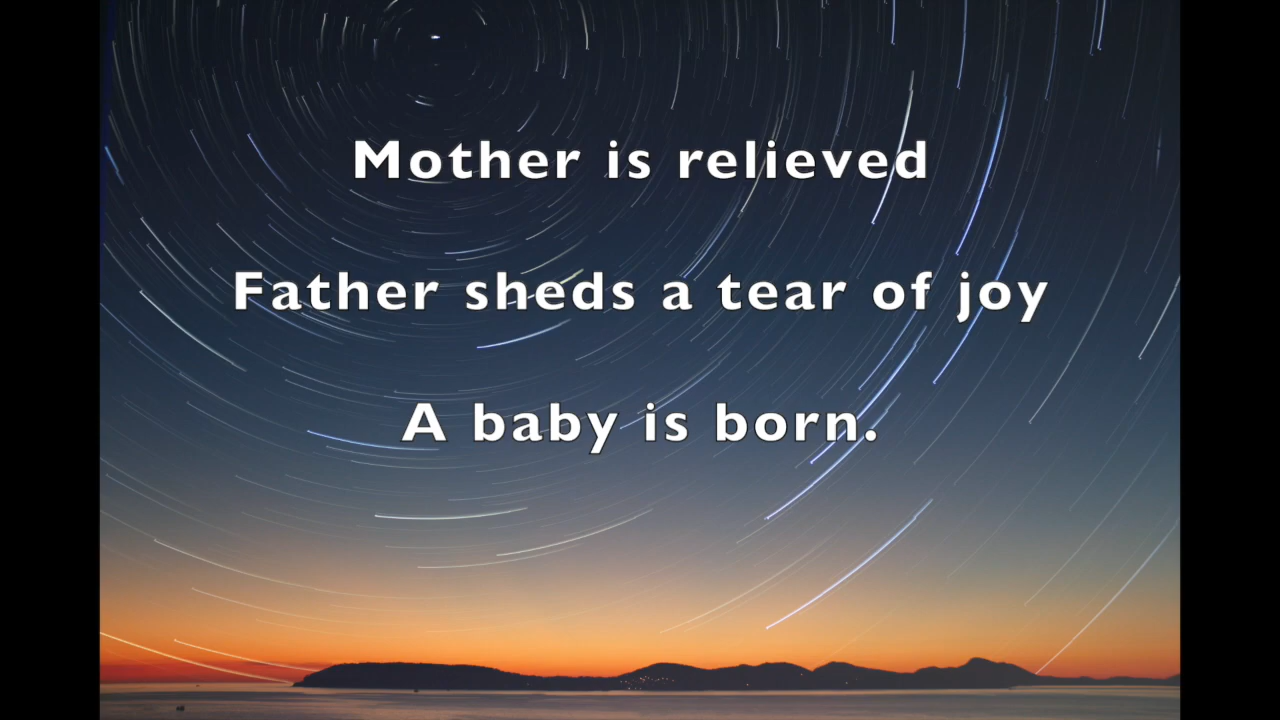 Mother is relieved
Father sheds a tear of joy
A baby is born.